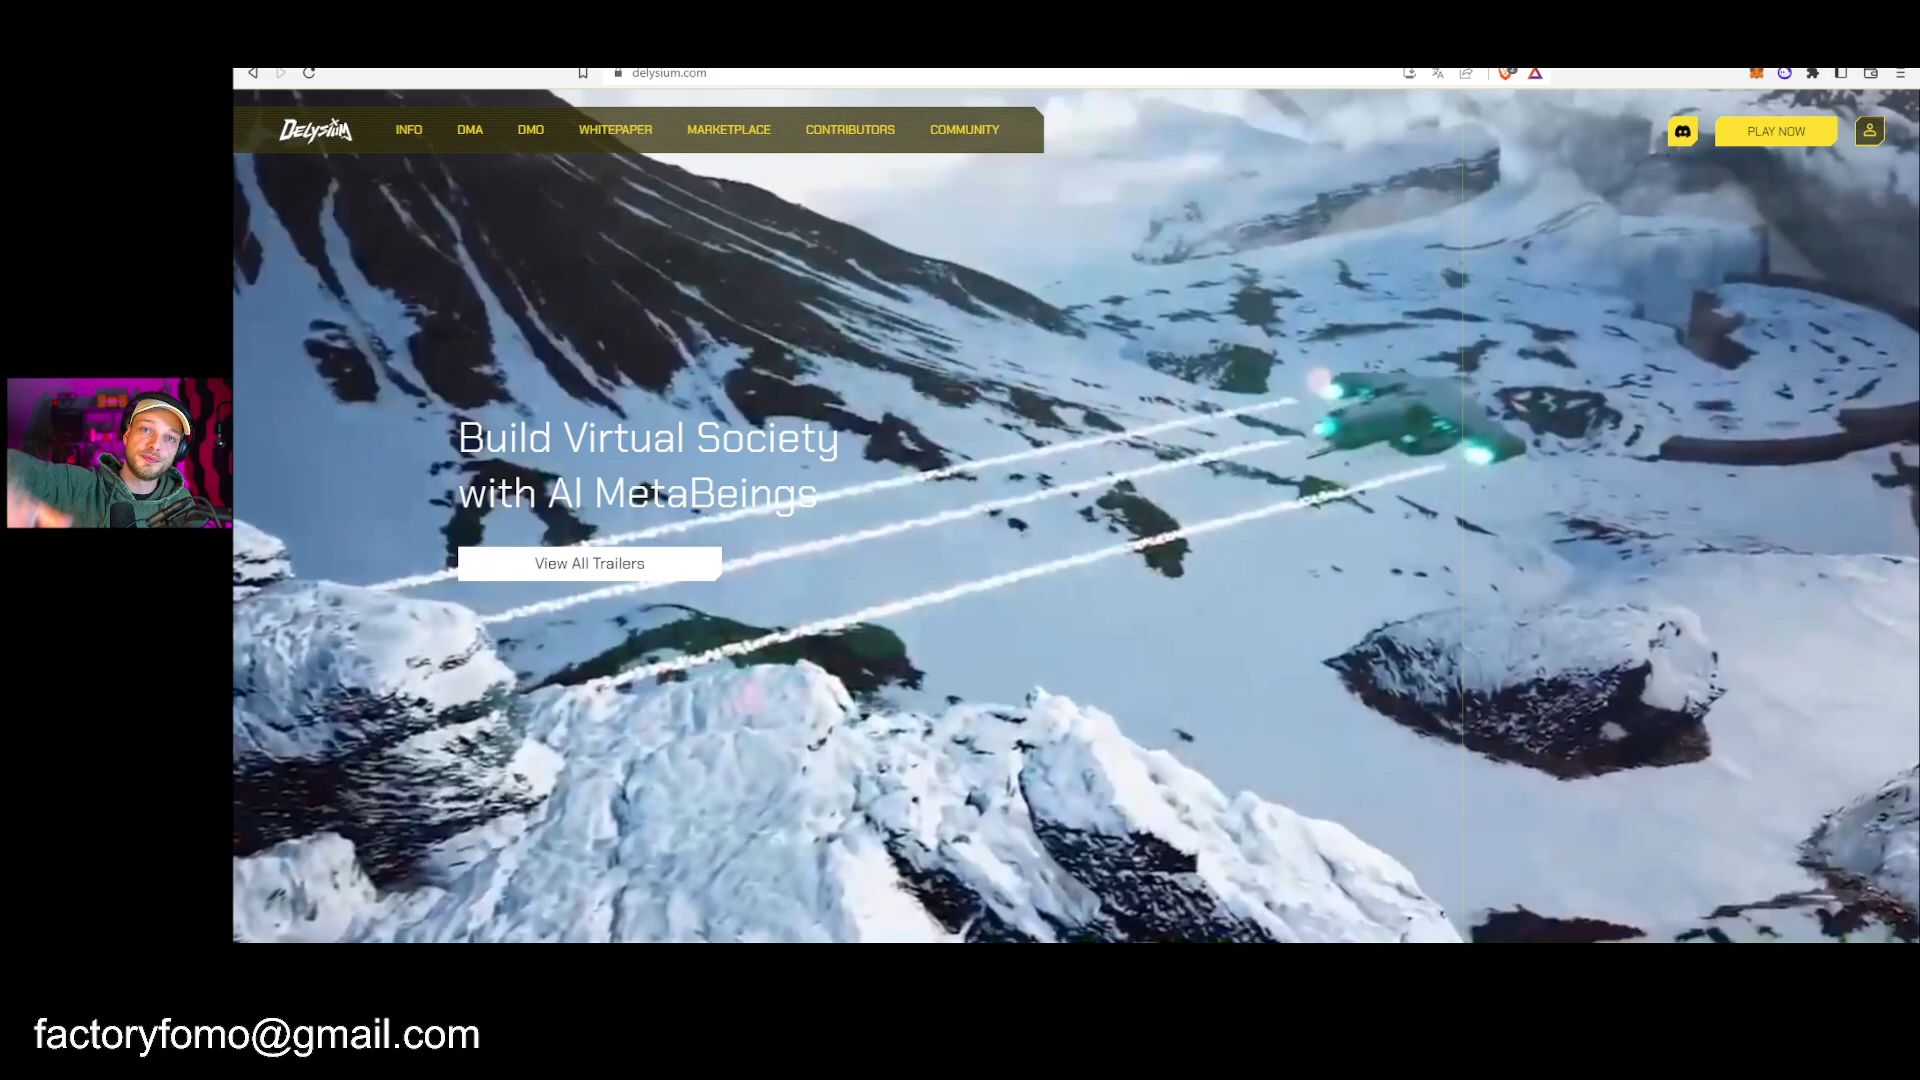 delysium.com
DELYSIUM
INFO
DMA
DMO
WHITEPAPER
MARKETPLACE
CONTRIBUTORS
COMMUNITY
PLAY NOW
Build Virtual Society
with AI MetaBeings
View All Trailers
factoryfomo@gmail.com